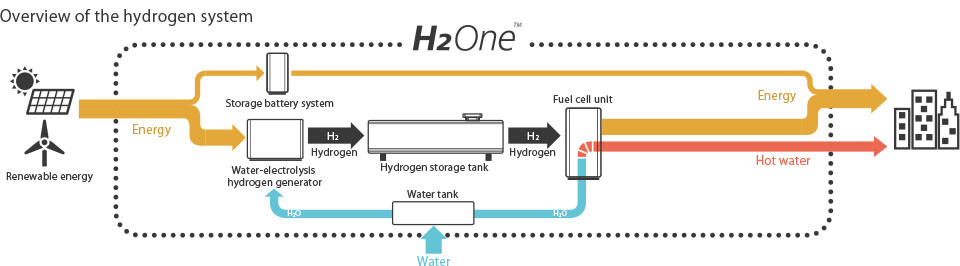 Overview of the hydrogen system
H2One™
Storage battery system
Fuel cell unit
Energy
Energy
H2
Hydrogen
H2
Hydrogen
Hot water
Renewable energy
Water-electrolysis
hydrogen generator
Hydrogen storage tank
Water tank
H₂O
H₂O
Water